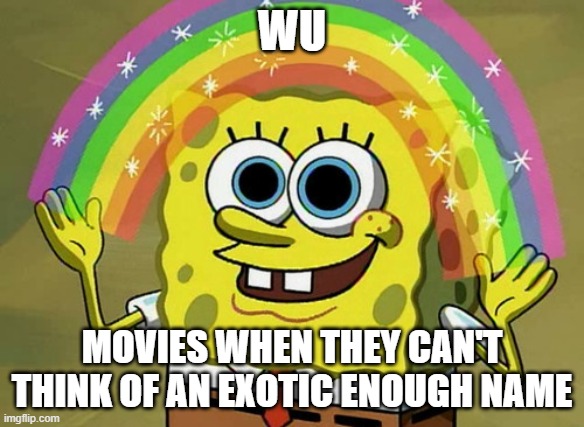 WU
MOVIES WHEN THEY CAN'T
THINK OF AN EXOTIC ENOUGH NAME
imgflip.com